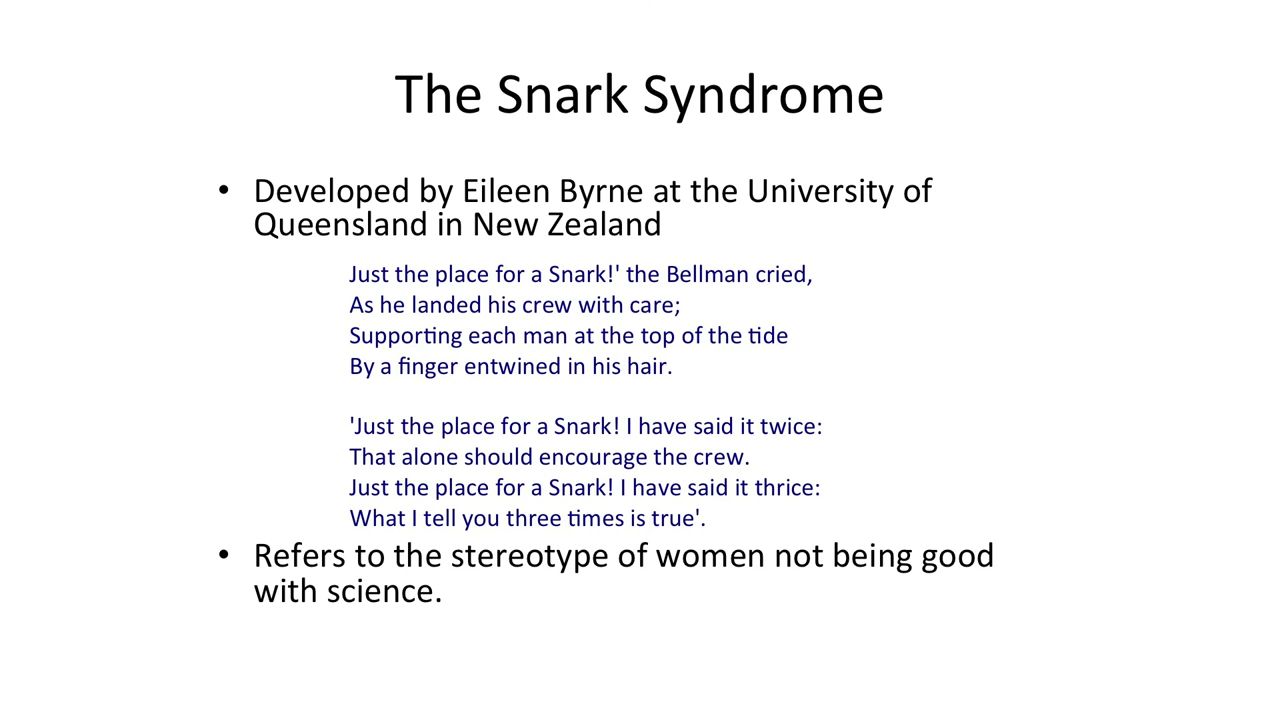 The Snark Syndrome
• Developed by Eileen Byrne at the University of
Queensland in New Zealand
Just the place for a Snark!' the Bellman cried,
As he landed his crew with care;
Supporting each man at the top of the tide
By a finger entwined in his hair.
'Just the place for a Snark! I have said it twice:
That alone should encourage the crew.
Just the place for a Snark! I have said it thrice:
What I tell you three times is true'.
• Refers to the stereotype of women not being good
with science.